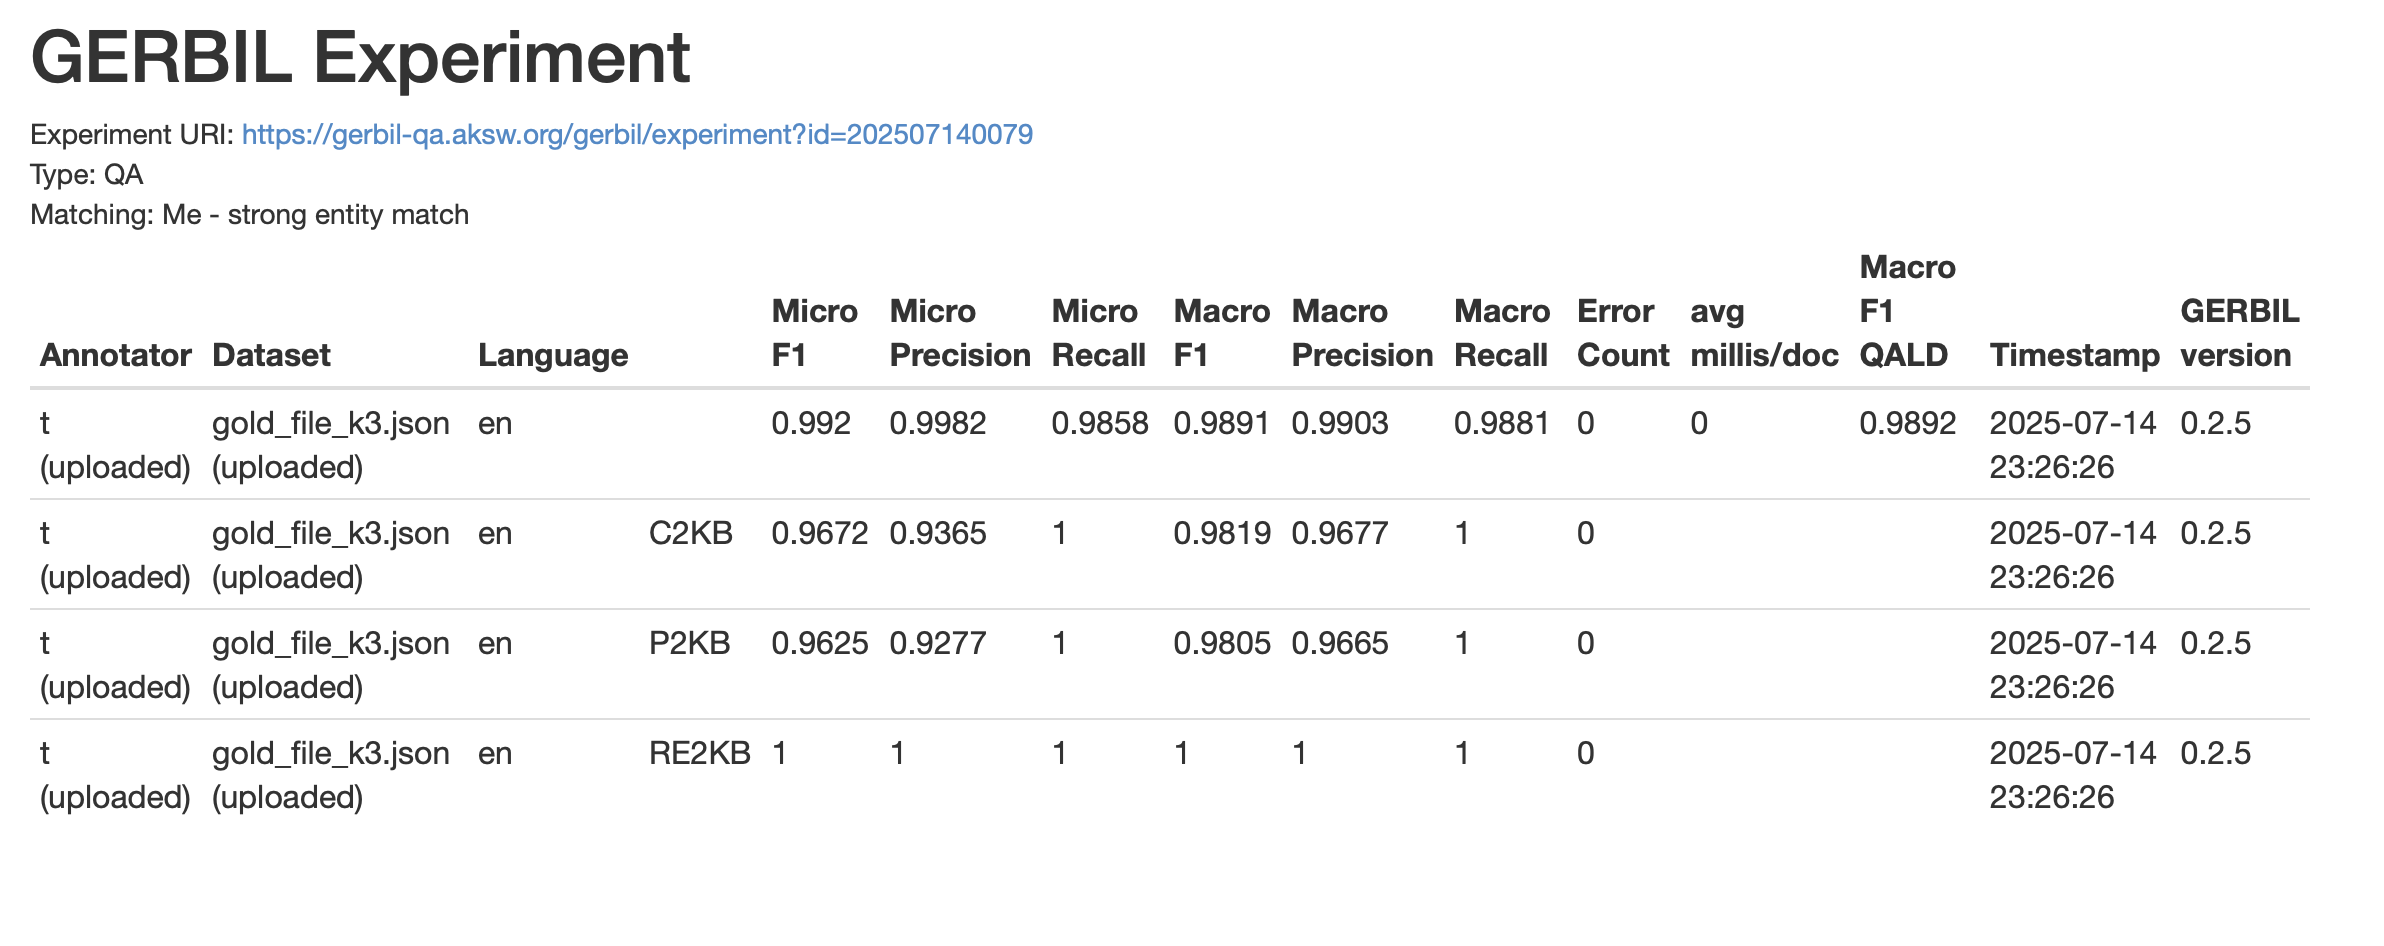 GERBIL Experiment
Experiment URI: https://gerbil-qa.aksw.org/gerbil/experiment?id=202507140079
Type: QA
Matching: Me - strong entity match
Annotator Dataset Language Micro F1 Micro Precision Micro Recall Macro F1 Macro Precision Macro Recall Error Count avg millis/doc Macro F1 QALD Timestamp GERBIL version
t gold_file_k3.json en 0.992 0.9982 0.9858 0.9891 0.9903 0.9881 0 0 0.9892 2025-07-14 0.2.5
(uploaded) (uploaded) 23:26:26
t gold_file_k3.json en C2KB 0.9672 0.9365 1 0.9819 0.9677 1 0 2025-07-14 0.2.5
(uploaded) (uploaded) 23:26:26
t gold_file_k3.json en P2KB 0.9625 0.9277 1 0.9805 0.9665 1 0 2025-07-14 0.2.5
(uploaded) (uploaded) 23:26:26
t gold_file_k3.json en RE2KB 1 1 1 1 1 1 0 2025-07-14 0.2.5
(uploaded) (uploaded) 23:26:26